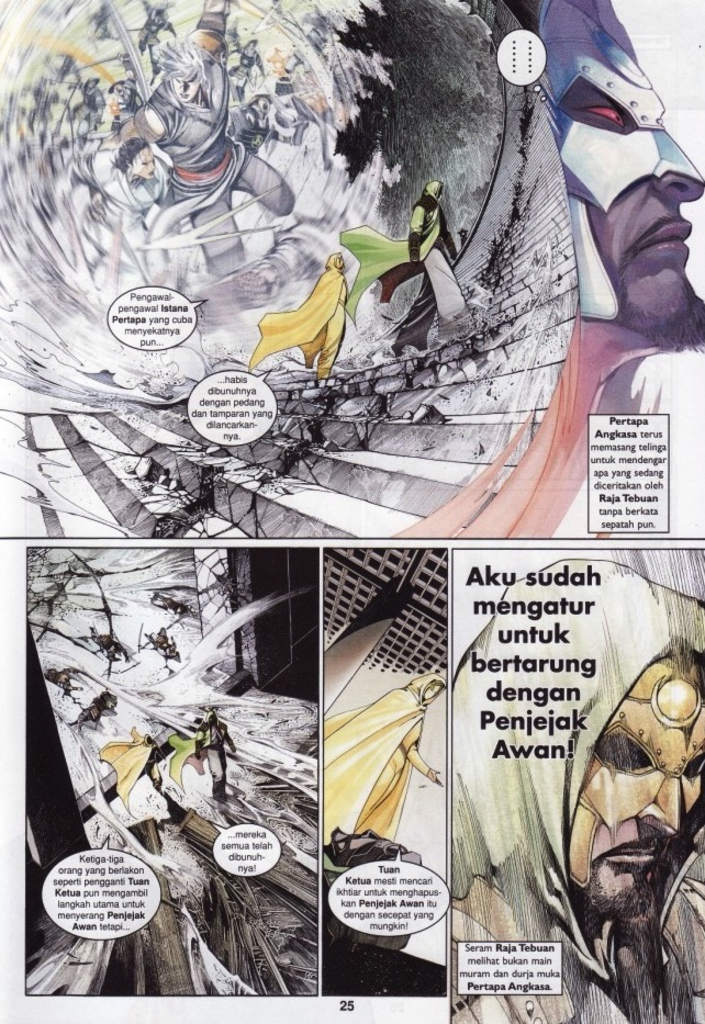 Pengawal-
pengawal Istana
Pertapa yang cuba
menyekatnya
pun...
...habis
dibunuhnya
dengan pedang
dan tamparan yang
dilancarkan-
nya.
Pertapa
Angkasa terus
memasang telinga
untuk mendengar
apa yang sedang
diceritakan oleh
Raja Tebuan
tanpa berkata
sepatah pun.
Ketiga-tiga
orang yang berlakon
seperti pengganti Tuan
Ketua pun mengambil
langkah utama untuk
menyerang Penjejak
Awan tetapi...
...mereka
semua telah
dibunuh-
nya!
Tuan
Ketua mesti mencari
ikhtiar untuk menghapus-
kan Penjejak Awan itu
dengan secepat yang
mungkin!
Aku sudah
mengatur
untuk
bertarung
dengan
Penjejak
Awan!
Seram Raja Tebuan
melihat bukan main
muram dan durja muka
Pertapa Angkasa.
25